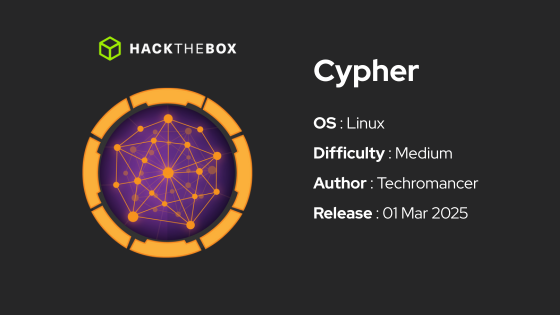 HACKTHEBOX
Cypher
OS : Linux
Difficulty : Medium
Author : Techromancer
Release : 01 Mar 2025